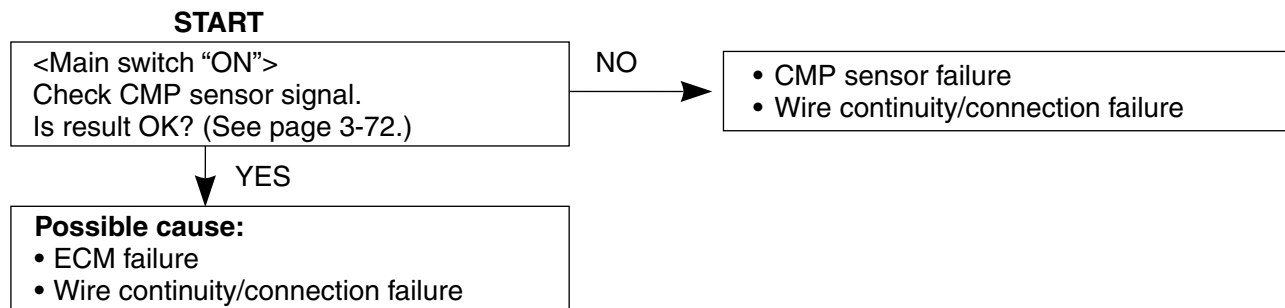 START
<Main switch “ON”>
Check CMP sensor signal.
Is result OK? (See page 3-72.)
NO
• CMP sensor failure
• Wire continuity/connection failure
YES
Possible cause:
• ECM failure
• Wire continuity/connection failure